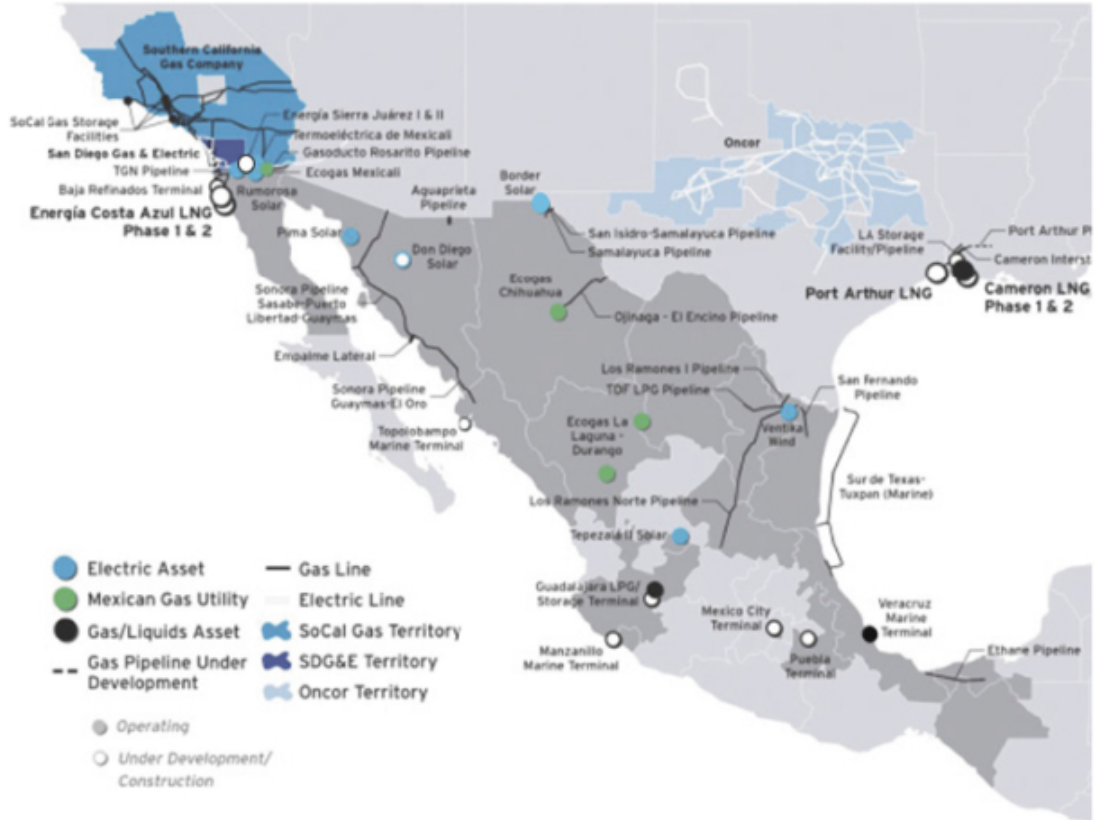 Southern California
Gas Company
SoCal Gas Storage
Facilities
San Diego Gas & Electric
TGN Pipeline
Baja Refinados Terminal
Energía Costa Azul LNG
Phase 1 & 2
Energía Sierra Juárez I & II
Termoeléctrica de Mexicali
Gasoducto Rosarito Pipeline
Ecogas Mexicali
Rumorosa
Solar
Pima Solar
Aguaprieta
Pipeline
Don Diego
Solar
Border
Solar
Oncor
San Isidro-Samalayuca Pipeline
Samalayuca Pipeline
LA Storage
Facility/Pipeline
Port Arthur Pi
Cameron Interst
Port Arthur LNG
Cameron LNG
Phase 1 & 2
Ecogas
Chihuahua
Ojinaga - El Encino Pipeline
Sonora Pipeline
Sasabe-Puerto
Libertad-Guaymas
Empalme Lateral
Sonora Pipeline
Guaymas-El Oro
Topolobampo
Marine Terminal
Los Ramones I Pipeline
TDF LPG Pipeline
San Fernando
Pipeline
Ventika
Wind
Ecogas La
Laguna -
Durango
Sur de Texas-
Tuxpan (Marine)
Los Ramones Norte Pipeline
Tepezalá II Solar
Guadalajara LPG/
Storage Terminal
Manzanillo
Marine Terminal
Mexico City
Terminal
Puebla
Terminal
Veracruz
Marine
Terminal
Ethane Pipeline
Electric Asset
Mexican Gas Utility
Gas/Liquids Asset
Gas Pipeline Under
Development
Gas Line
Electric Line
SoCal Gas Territory
SDG&E Territory
Oncor Territory
Operating
Under Development/
Construction